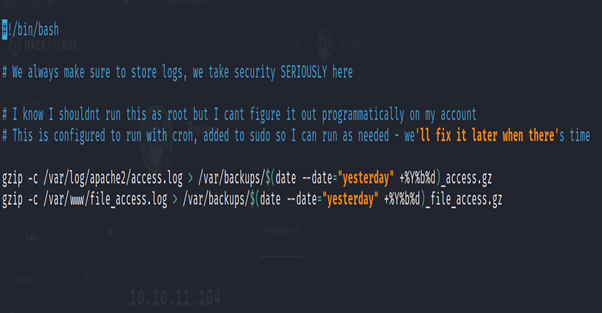 #!/bin/bash
# We always make sure to store logs, we take security SERIOUSLY here
# I know I shouldnt run this as root but I cant figure it out programmatically on my account
# This is configured to run with cron, added to sudo so I can run as needed - we'll fix it later when there's time
gzip -c /var/log/apache2/access.log > /var/backups/$(date --date="yesterday" +%Y%b%d)_access.gz
gzip -c /var/www/file_access.log > /var/backups/$(date --date="yesterday" +%Y%b%d)_file_access.gz
10.10.11.104